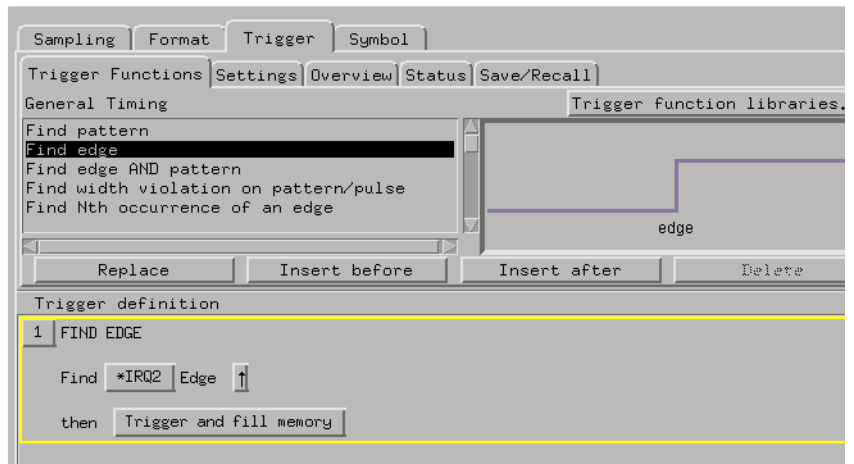 Sampling Format Trigger Symbol
Trigger Functions Settings Overview Status Save/Recall
General Timing Trigger function libraries.
Find pattern
Find edge
Find edge AND pattern
Find width violation on pattern/pulse
Find Nth occurrence of an edge
edge
Replace Insert before Insert after Delete
Trigger definition
1 FIND EDGE
Find *IRQ2 Edge ↑
then Trigger and fill memory